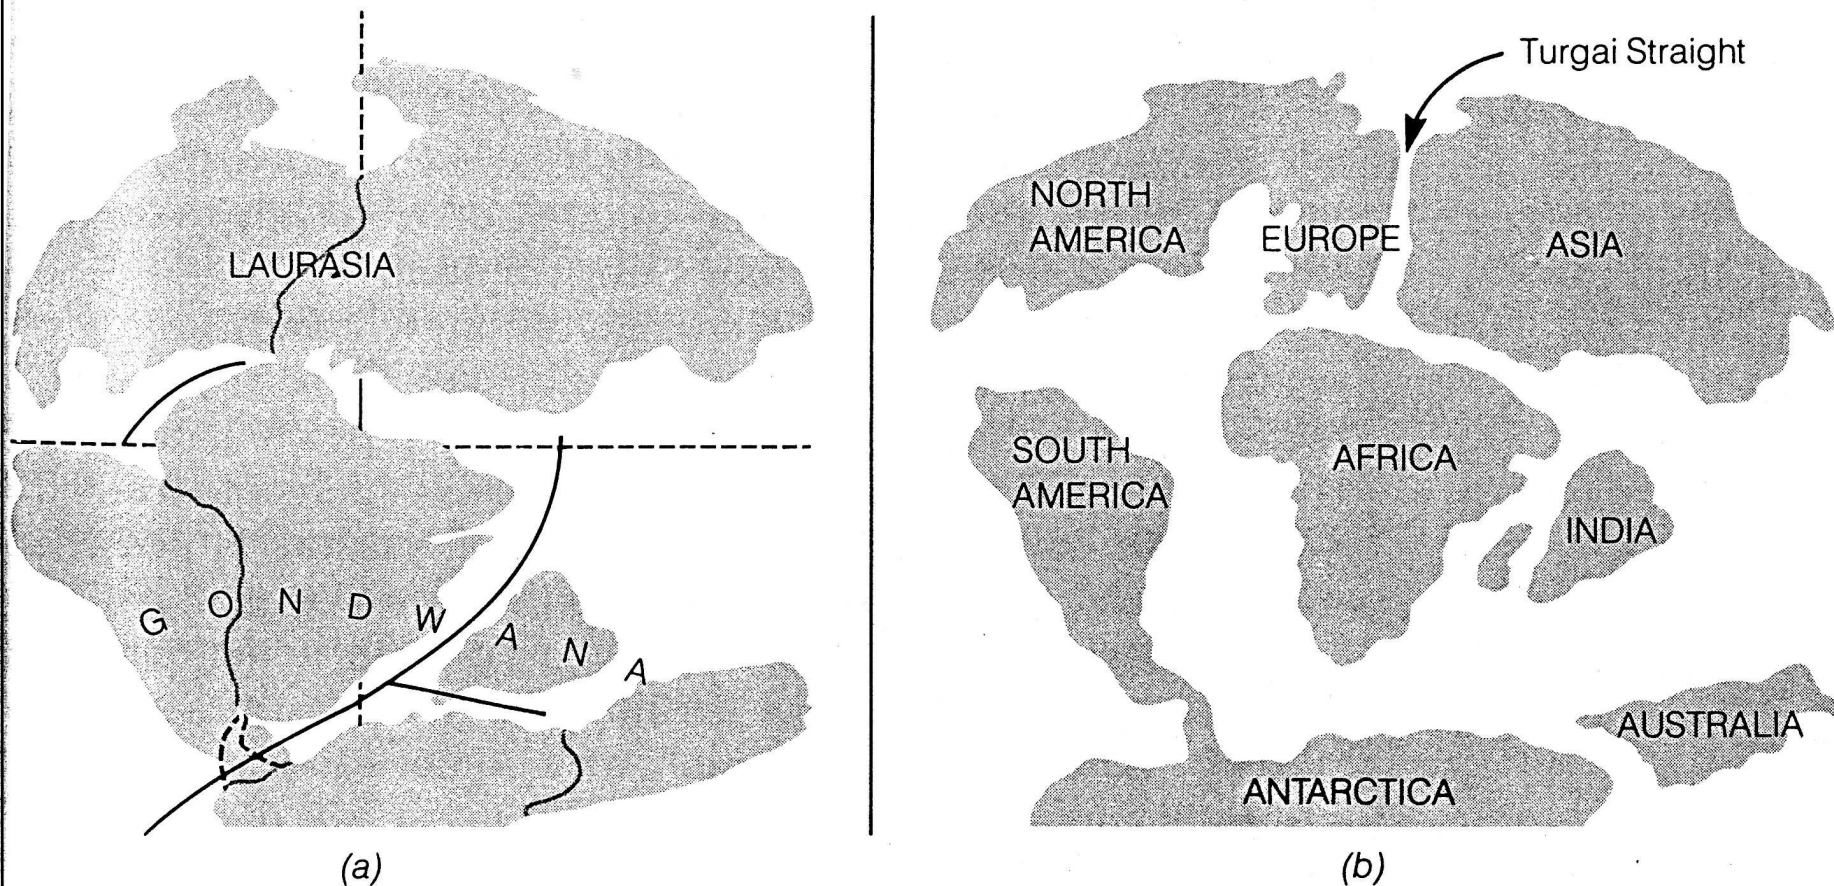 LAURASIA
G O N D W A N A
(a)
Turgai Straight
NORTH
AMERICA
EUROPE
ASIA
SOUTH
AMERICA
AFRICA
INDIA
AUSTRALIA
ANTARCTICA
(b)